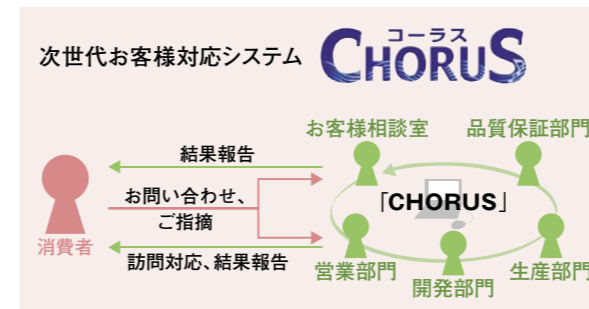 コーラス
次世代お客様対応システム CHORUS
お客様相談室 品質保証部門
結果報告
お問い合わせ、
ご指摘
「CHORUS」
消費者
訪問対応、結果報告
営業部門
開発部門
生産部門